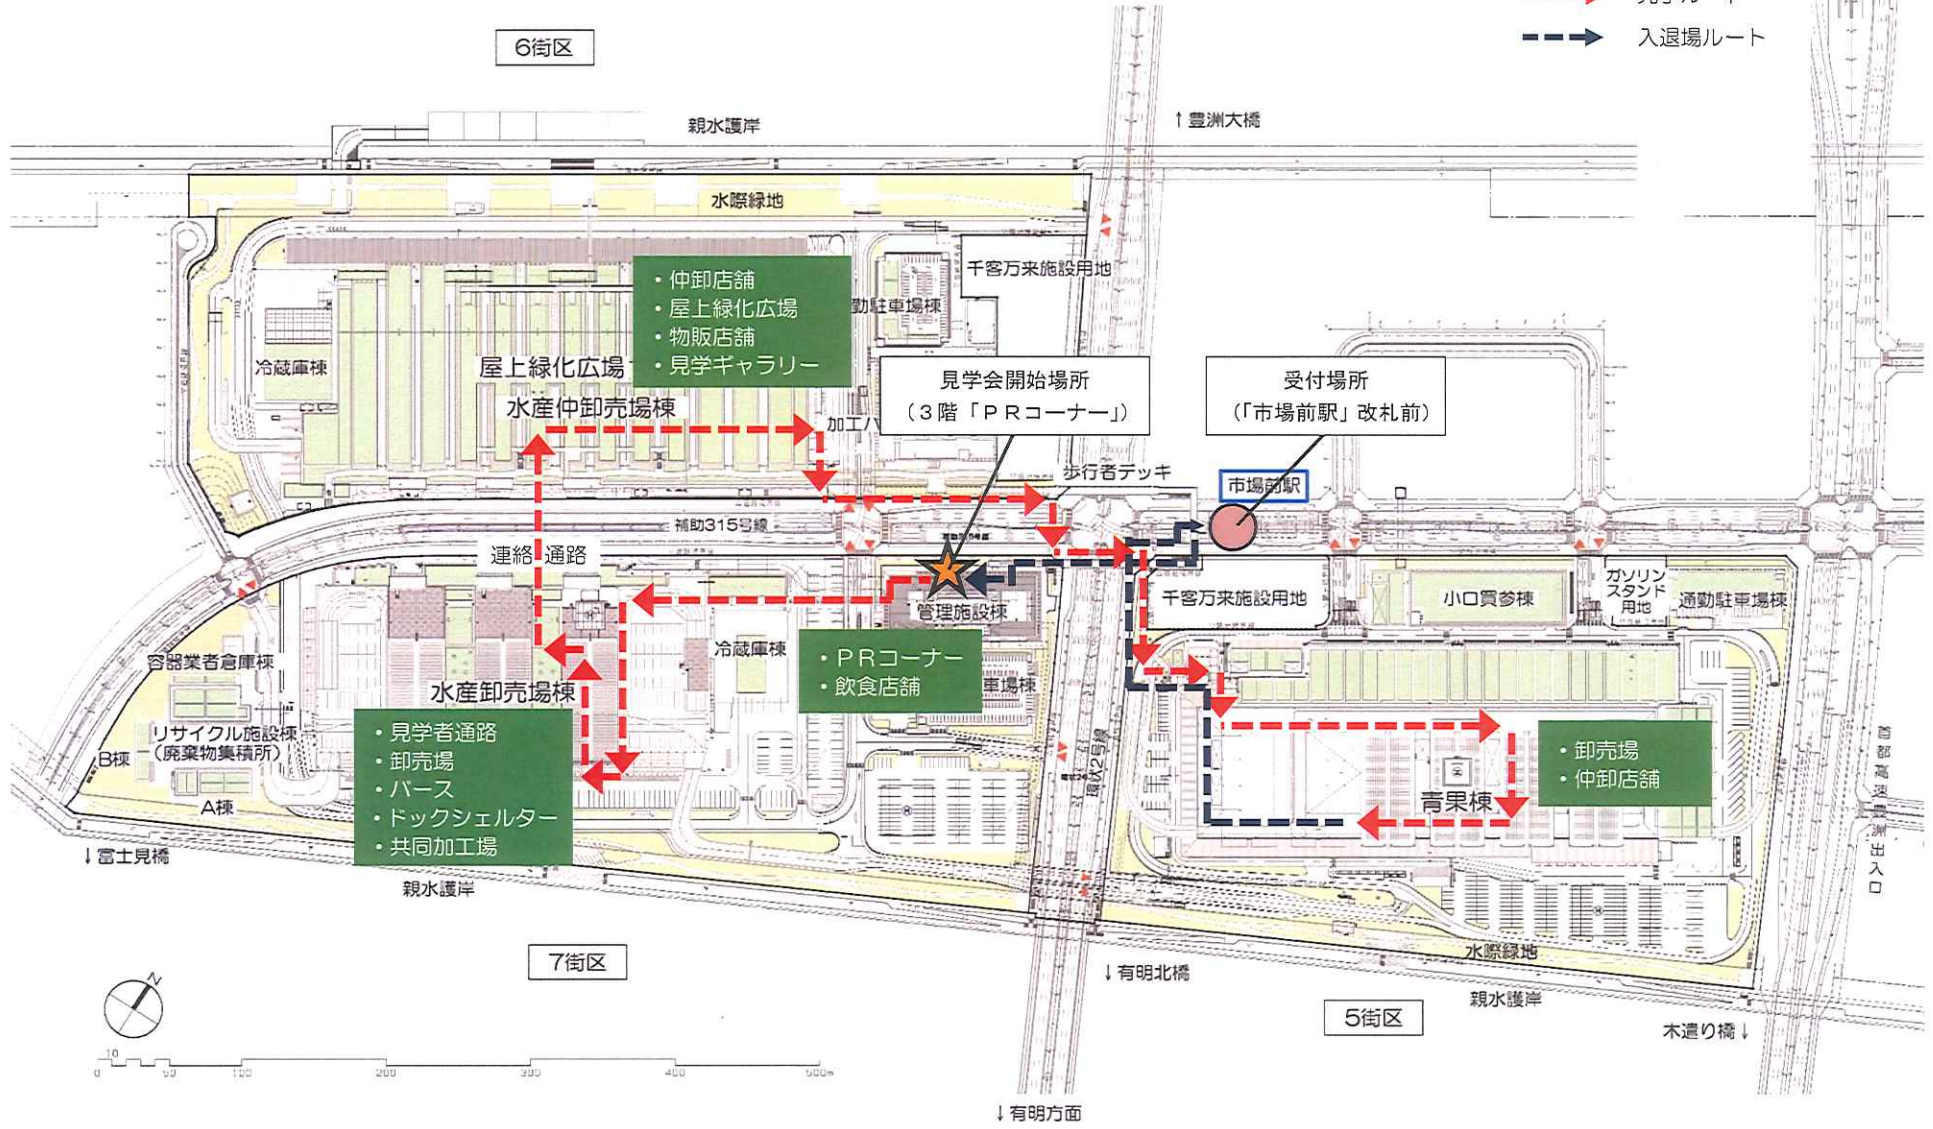 6街区
入退場ルート
親水護岸
↑豊洲大橋
水際緑地
千客万来施設用地
・仲卸店舗
・屋上緑化広場
・物販店舗
・見学ギャラリー
勤駐車場棟
冷蔵庫棟
屋上緑化広場
水産仲卸売場棟
加工パ
見学会開始場所
(3階「PRコーナー」)
受付場所
(「市場前駅」改札前)
歩行者デッキ
市場前駅
補助315号線
連絡通路
管理施設棟
千客万来施設用地
小口買参棟
ガソリン
スタンド
用地
通勤駐車場棟
容器業者倉庫棟
冷蔵庫棟
・PRコーナー
・飲食店舗
車場棟
水産卸売場棟
リサイクル施設棟
(廃棄物集積所)
B棟
A棟
・見学者通路
・卸売場
・バース
・ドックシェルター
・共同加工場
環状2号線
・卸売場
・仲卸店舗
青果棟
首都高速豊洲出入口
↓富士見橋
親水護岸
7街区
水際緑地
↓有明北橋
親水護岸
5街区
木遣り橋↓
N
10
0 50 100 200 300 400 500m
↓有明方面